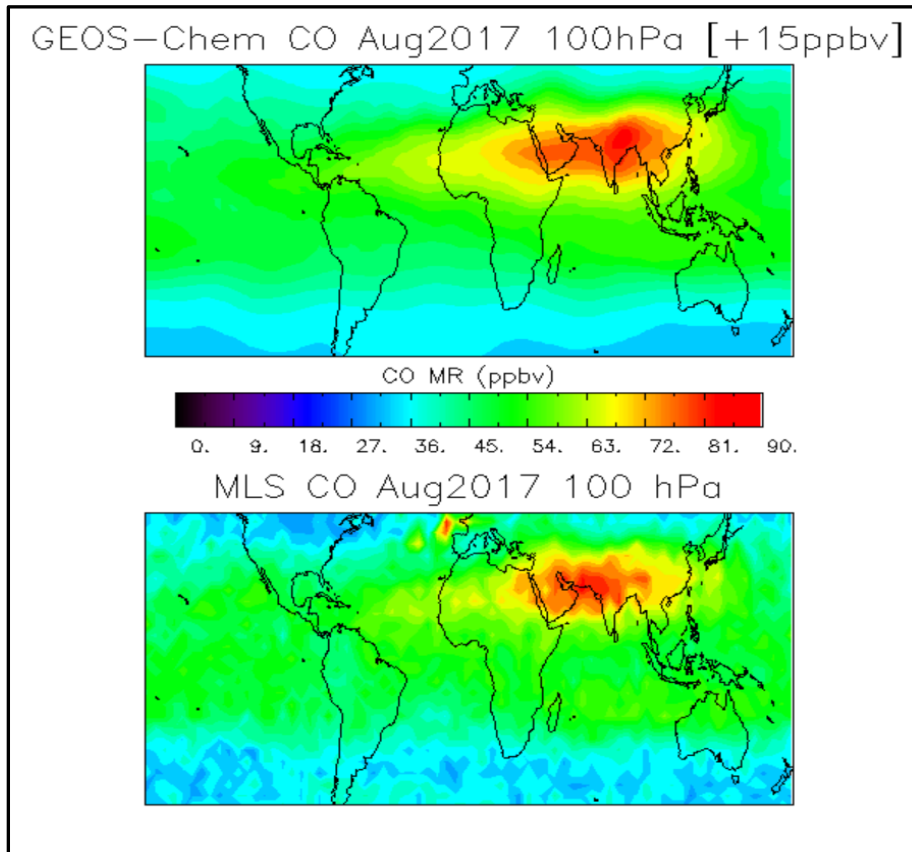 GEOS-Chem CO Aug2017 100hPa [+15ppbv]
CO MR (ppbv)
0. 9. 18. 27. 36. 45. 54. 63. 72. 81. 90.
MLS CO Aug2017 100 hPa